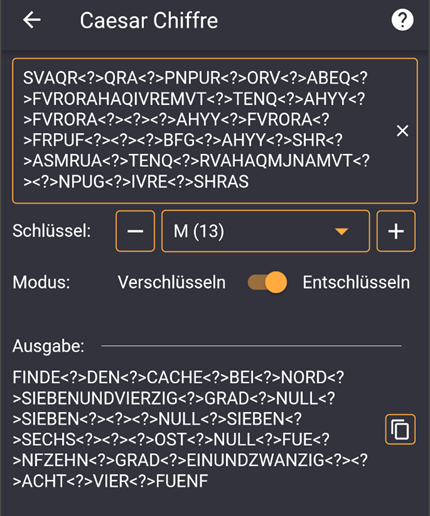 Caesar Chiffre
SVAQR<?>QRA<?>PNPUR<?>ORV<?>ABEQ<?
>FVRORAHAQIVREMVT<?>TENQ<?>AHYY<?
>FVRORA<?><?><?>AHYY<?>FVRORA<?
>FRPUF<?><?><?>BFG<?>AHYY<?>SHR<?
>ASMRUA<?>TENQ<?>RVAHAQMJNAMVT<?
><?>NPUG<?>IVRE<?>SHRAS
Schlüssel:
M (13)
Modus:
Verschlüsseln
Entschlüsseln
Ausgabe:
FINDE<?>DEN<?>CACHE<?>BEI<?>NORD<?
>SIEBENUNDVIERZIG<?>GRAD<?>NULL<?
>SIEBEN<?><?><?>NULL<?>SIEBEN<?
>SECHS<?><?><?>OST<?>NULL<?>FUE<?
>NFZEHN<?>GRAD<?>EINUNDZWANZIG<?><?>
>ACHT<?>VIER<?>FUENF